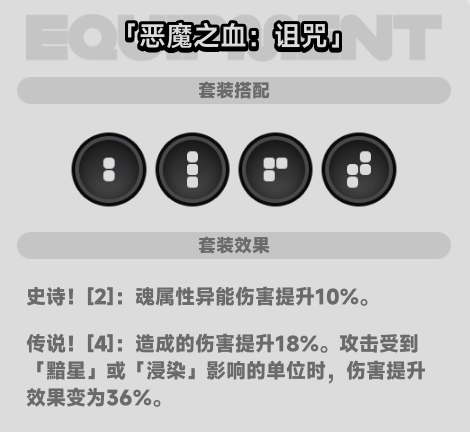 EQUIPMENT
「恶魔之血：诅咒」
套装搭配
套装效果
史诗！[2]：魂属性异能伤害提升10%。
传说！[4]：造成的伤害提升18%。攻击受到
「黯星」或「浸染」影响的单位时，伤害提升
效果变为36%。